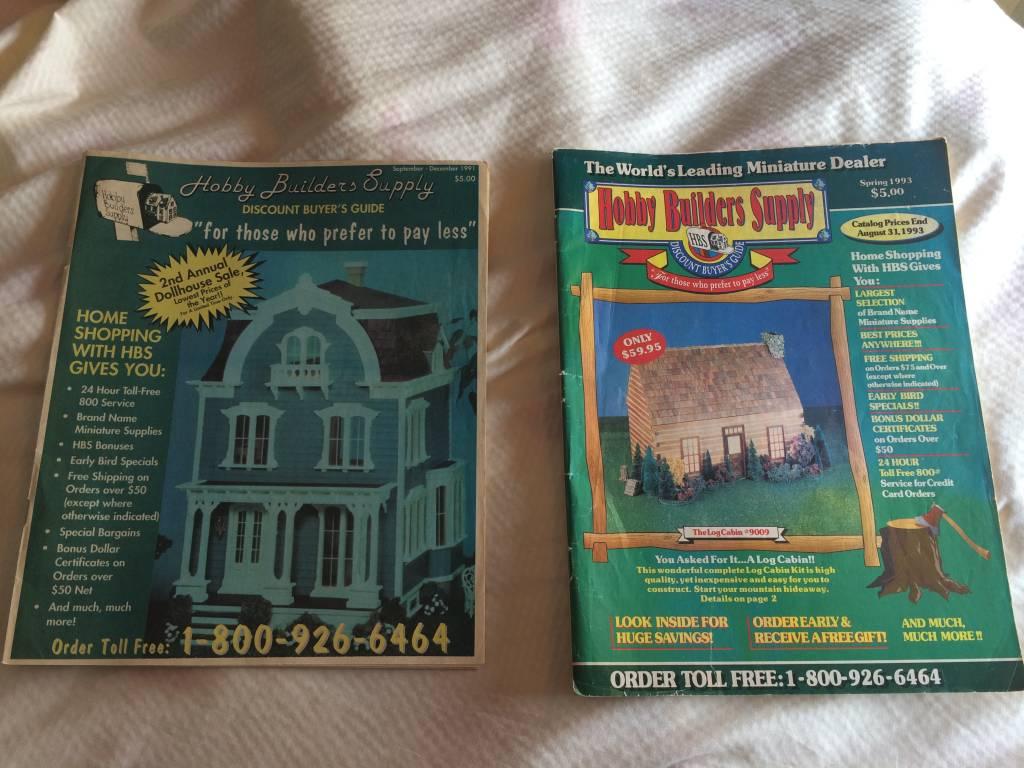 September - December 1991
$5.00
Hobby Builders Supply
Hobby
Builders
Supply
DISCOUNT BUYER'S GUIDE
"for those who prefer to pay less"
2nd Annual
Dollhouse Sale,
Lowest Prices of
the Year!!
For A Limited Time Only
HOME
SHOPPING
WITH HBS
GIVES YOU:
• 24 Hour Toll-Free
800 Service
• Brand Name
Miniature Supplies
• HBS Bonuses
• Early Bird Specials
• Free Shipping on
Orders over $50
(except where
otherwise indicated)
• Special Bargains
• Bonus Dollar
Certificates on
Orders over
$50 Net
• And much, much
more!
Order Toll Free: 1-800-926-6464
The World's Leading Miniature Dealer
Spring 1993
$5.00
Hobby Builders Supply
HBS
DISCOUNT BUYER'S GUIDE
"For those who prefer to pay less"
Catalog Prices End
August 31, 1993
Home Shopping
With HBS Gives
You:
LARGEST
SELECTION
of Brand Name
Miniature Supplies
BEST PRICES
ANYWHERE!!!
FREE SHIPPING
on Orders $75 and Over
(except where
otherwise indicated)
EARLY BIRD
SPECIALS!!
BONUS DOLLAR
CERTIFICATES
on Orders Over
$50
24 HOUR
Toll Free 800#
Service for Credit
Card Orders
ONLY
$59.95
The Log Cabin #9009
You Asked For It...A Log Cabin!!
This wonderful complete Log Cabin Kit is high
quality, yet inexpensive and easy for you to
construct. Start your mountain hideaway.
Details on page 2
LOOK INSIDE FOR
HUGE SAVINGS!
ORDER EARLY &
RECEIVE A FREE GIFT!
AND MUCH,
MUCH MORE!!
ORDER TOLL FREE: 1-800-926-6464